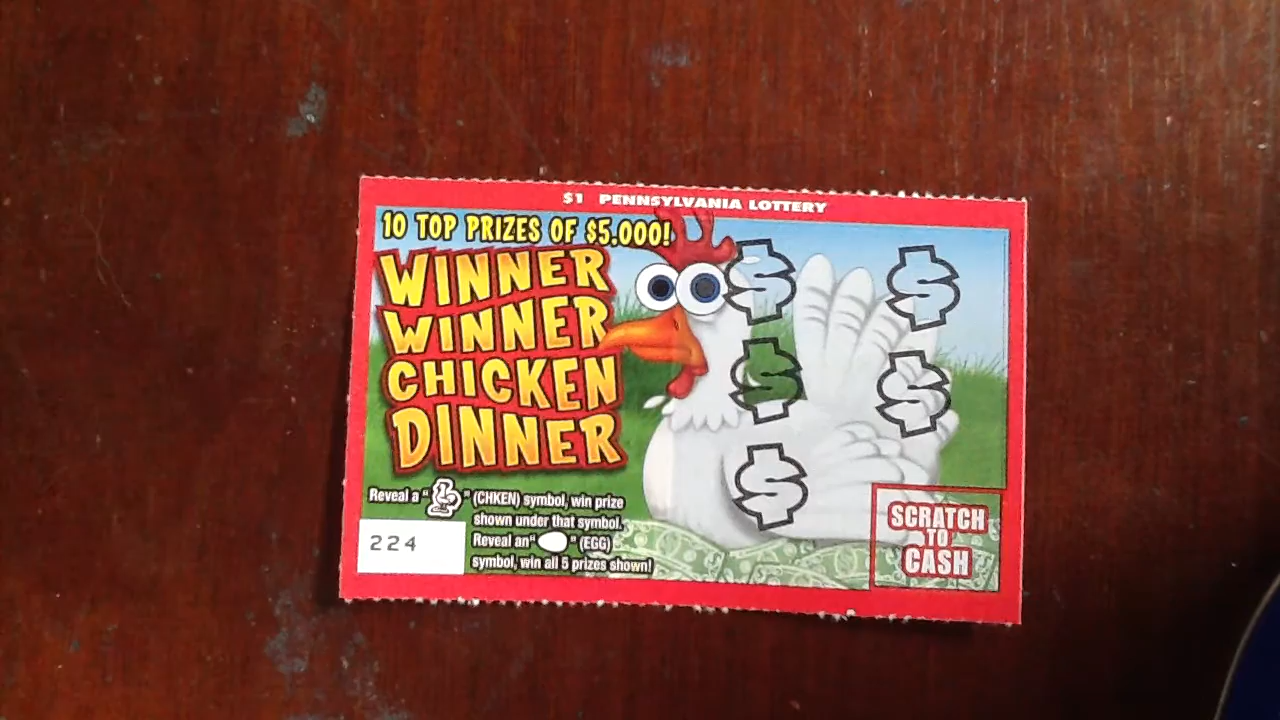 $1 PENNSYLVANIA LOTTERY
10 TOP PRIZES OF $5.000!
WINNER
WINNER
CHICKEN
DINNER
Reveal a " " (CHKEN) symbol, win prize
shown under that symbol.
Reveal an " " (EGG)
symbol, win all 5 prizes shown!
224
$ $
$ $
$
SCRATCH
TO
CASH